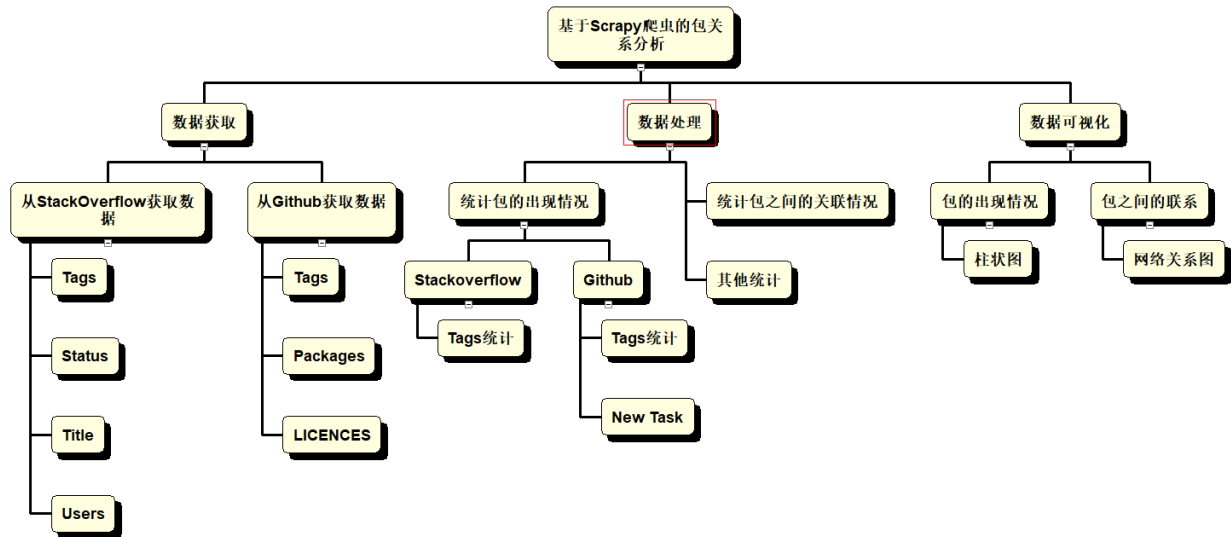 基于Scrapy爬虫的包关
系分析
数据获取
数据处理
数据可视化
从StackOverflow获取数
据
从Github获取数据
统计包的出现情况
统计包之间的关联情况
包的出现情况
包之间的联系
Tags
Tags
Stackoverflow
Github
其他统计
柱状图
网络关系图
Status
Packages
Tags统计
Tags统计
Title
LICENCES
New Task
Users